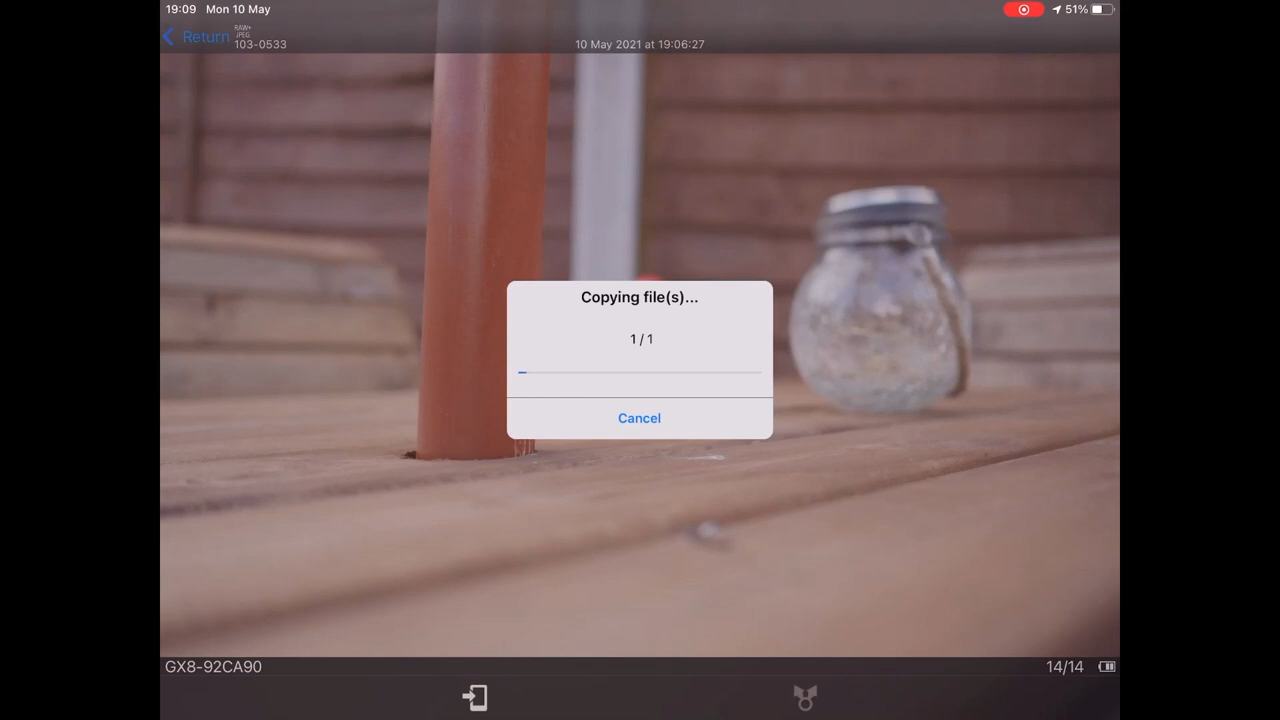 19:09 Mon 10 May
51%
Return
RAW+
JPEG
103-0533
10 May 2021 at 19:06:27
Copying file(s)...
1 / 1
Cancel
GX8-92CA90
14/14